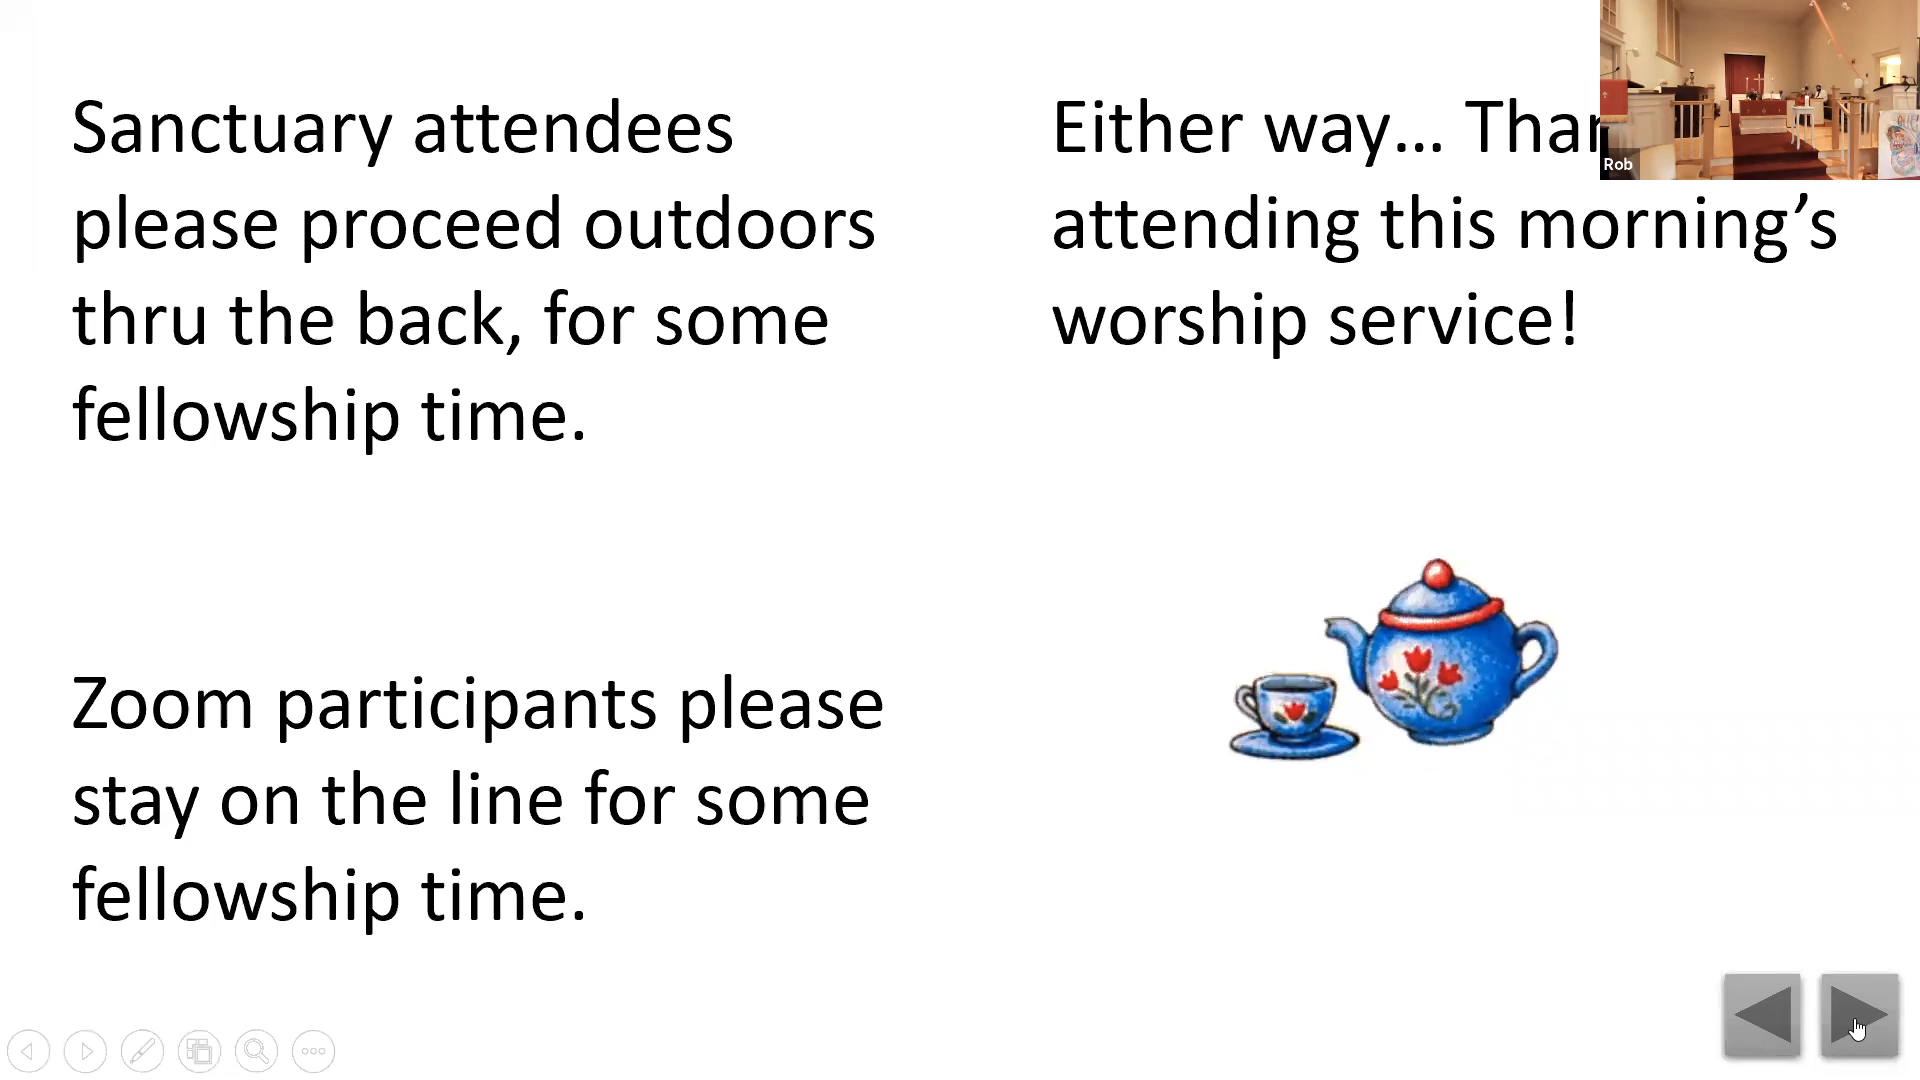 Sanctuary attendees
please proceed outdoors
thru the back, for some
fellowship time.
Zoom participants please
stay on the line for some
fellowship time.
Either way...
attending this morning’s
worship service!
Rob